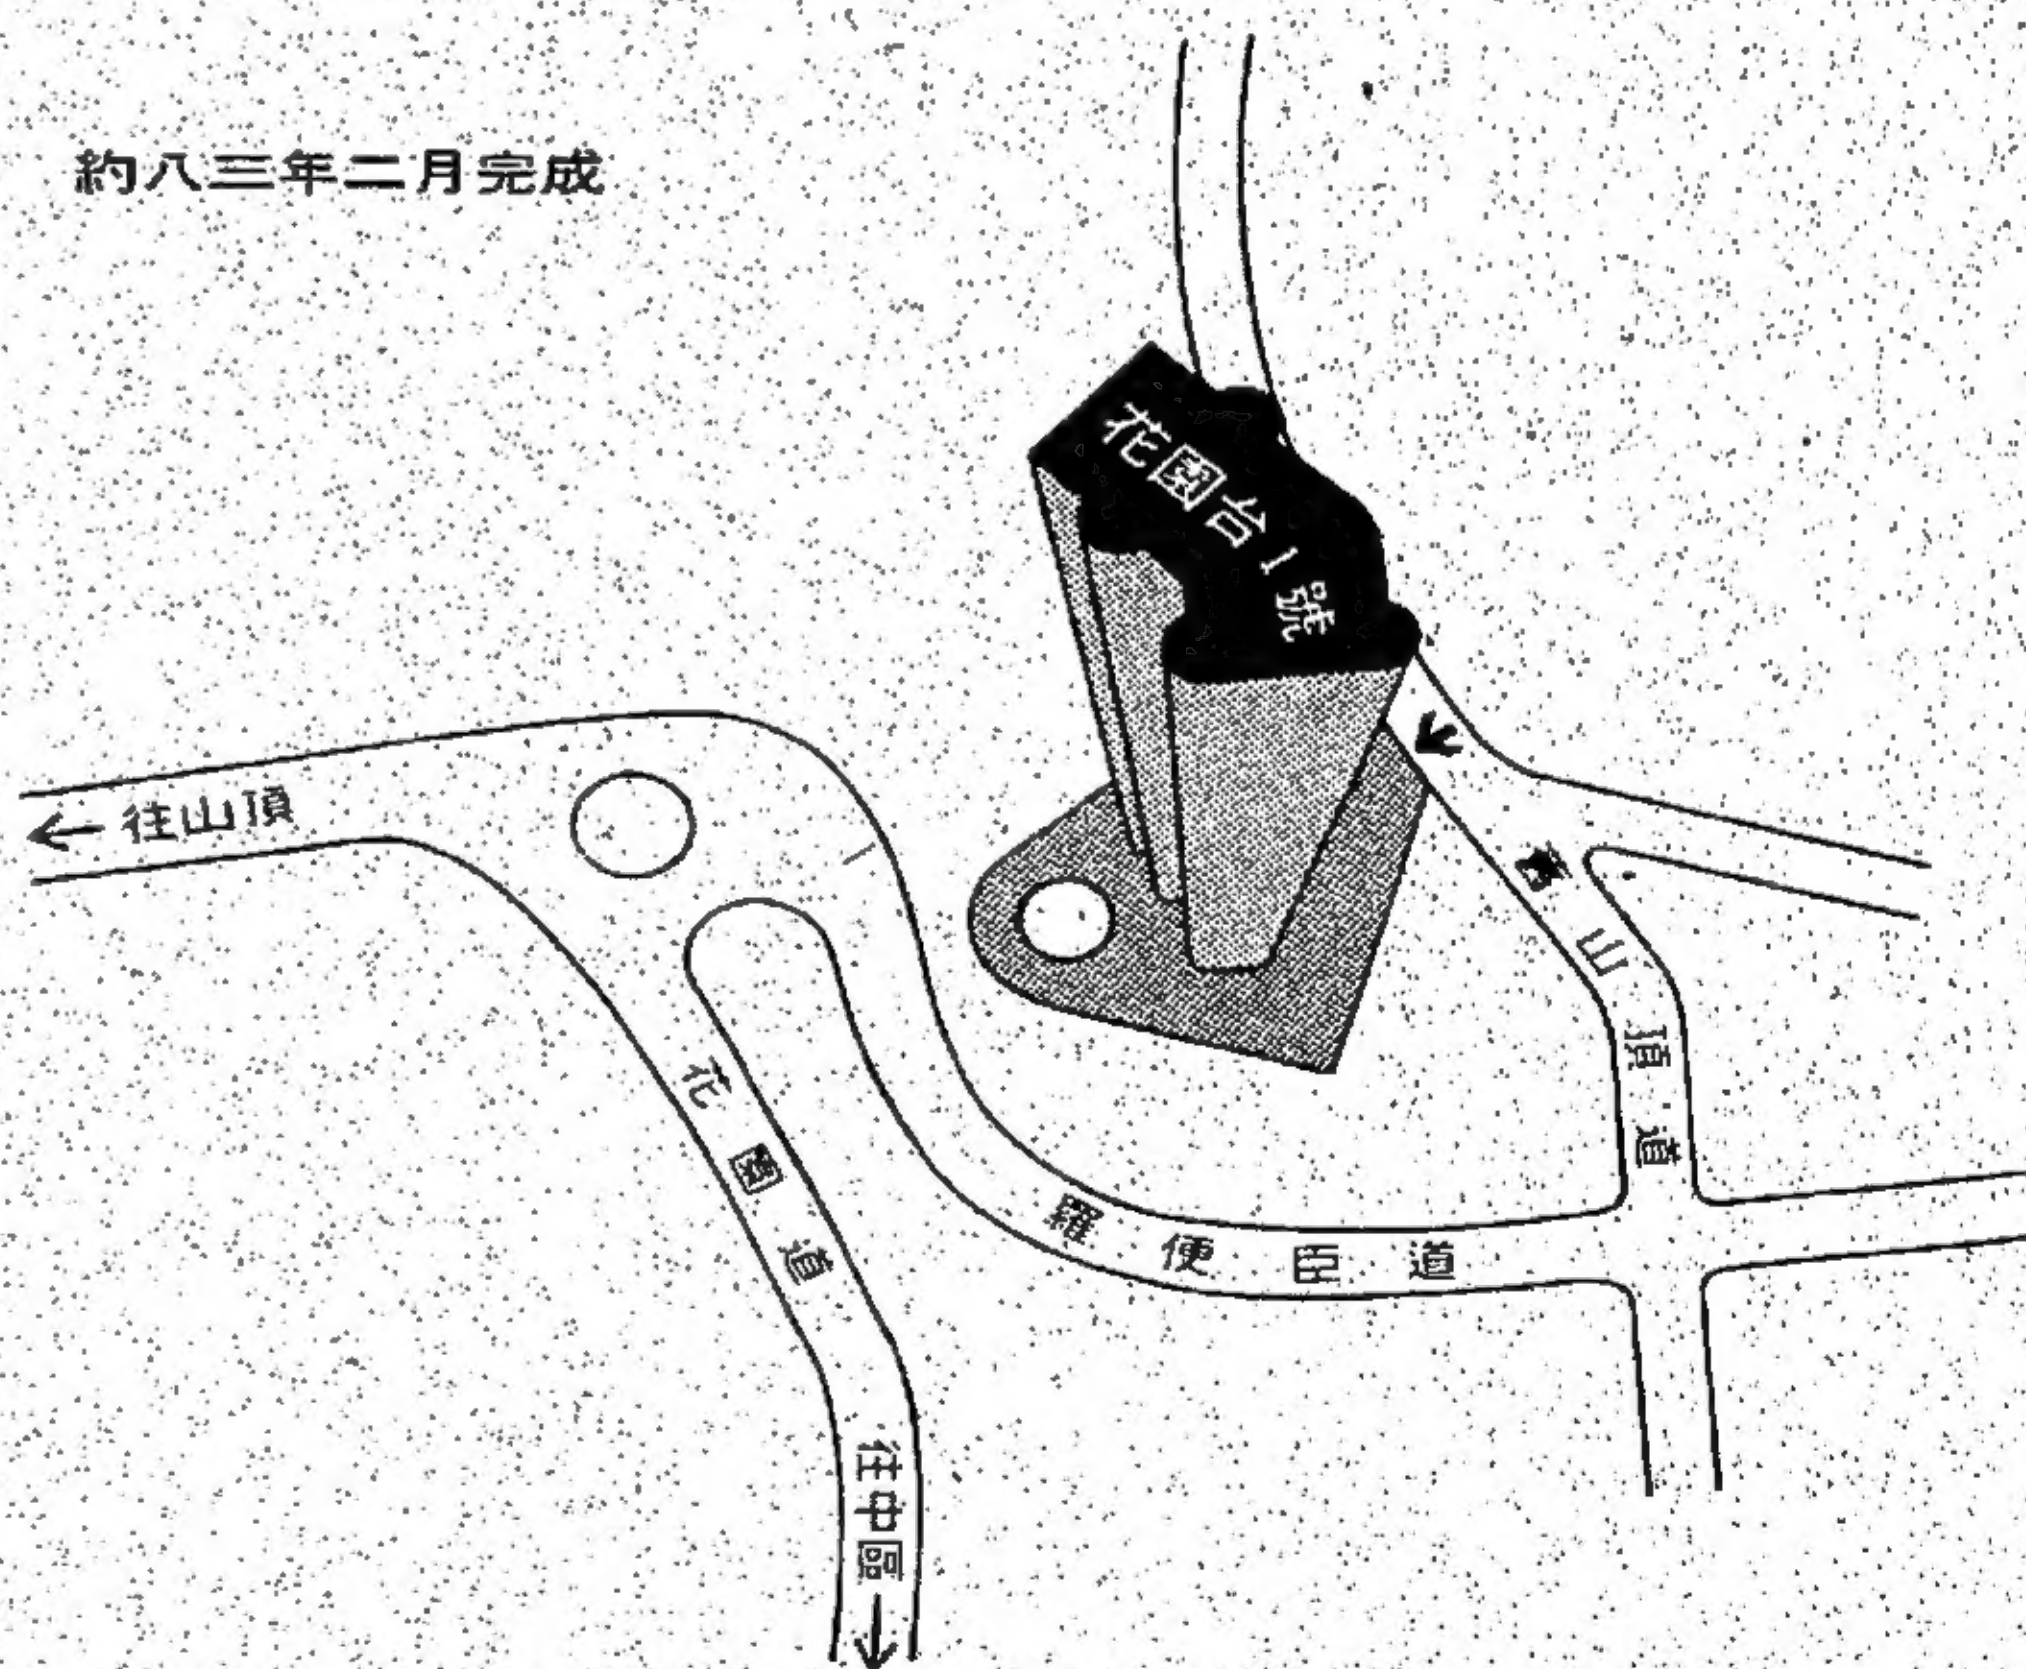 約八三年二月完成
花園台1號
往山頂
舊山頂道
花園道
羅便臣道
往中區